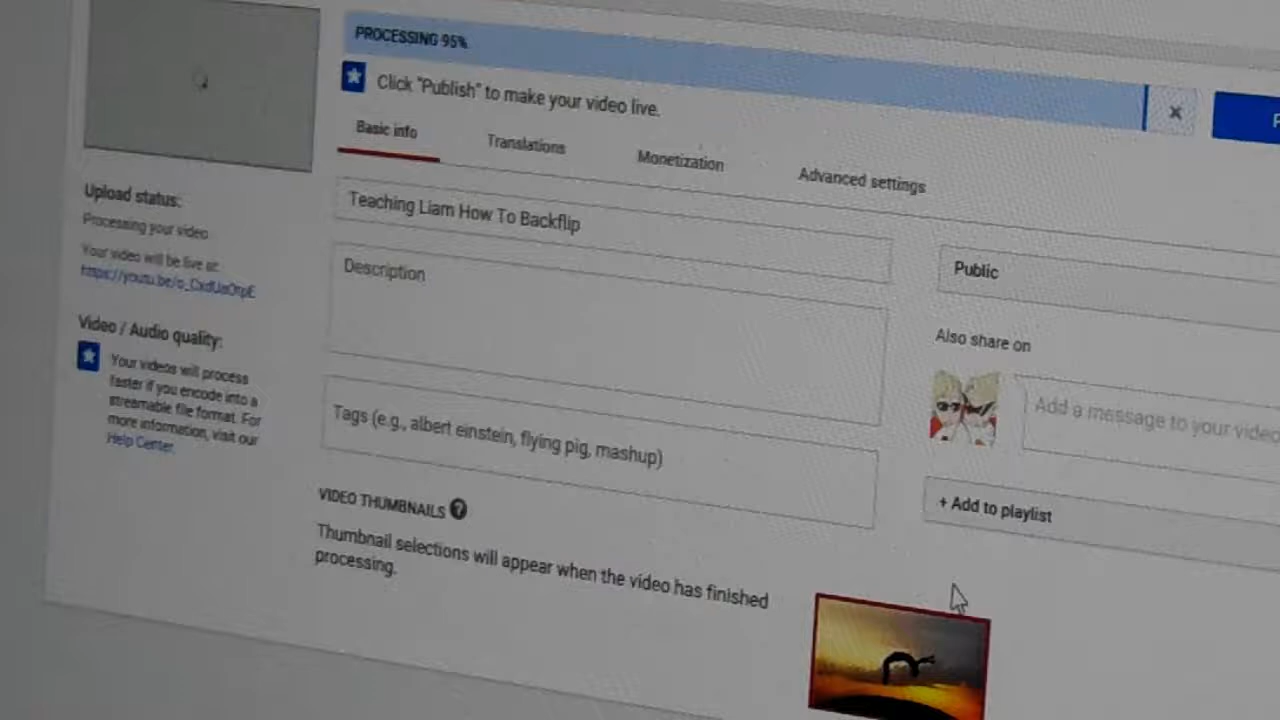 PROCESSING 95%
Click "Publish" to make your video live.
Basic info
Translations
Monetization
Advanced settings
Upload status:
Processing your video.
Your video will be live at:
Teaching Liam How To Backflip
Description
Tags (e.g., albert einstein, flying pig, mashup)
Public
Also share on
Add a message to your video
+ Add to playlist
Video / Audio quality:
Your videos will process
faster if you encode into a
streamable file format. For
more information, visit our
Help Center.
VIDEO THUMBNAILS ?
Thumbnail selections will appear when the video has finished
processing.